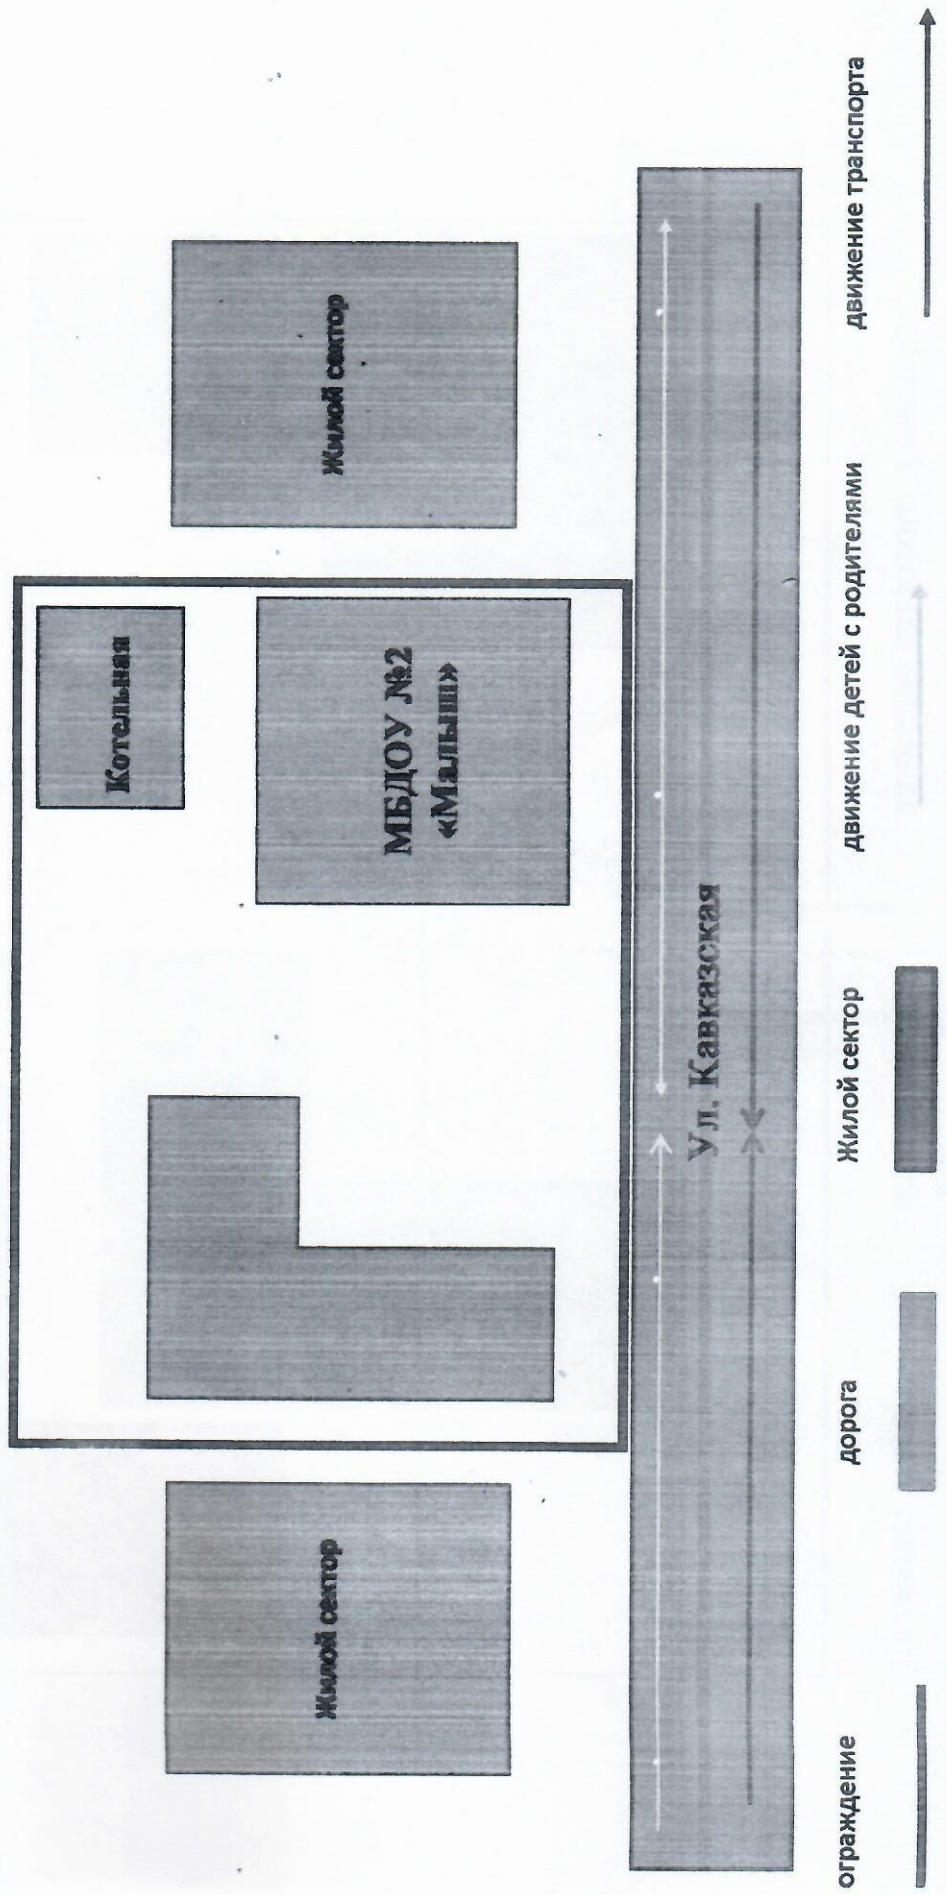 Жилой сектор
Котельная
МБДОУ №2
«Малыш»
Жилой сектор
Ул. Кавказская
ограждение
дорога
Жилой сектор
движение детей с родителями
движение транспорта